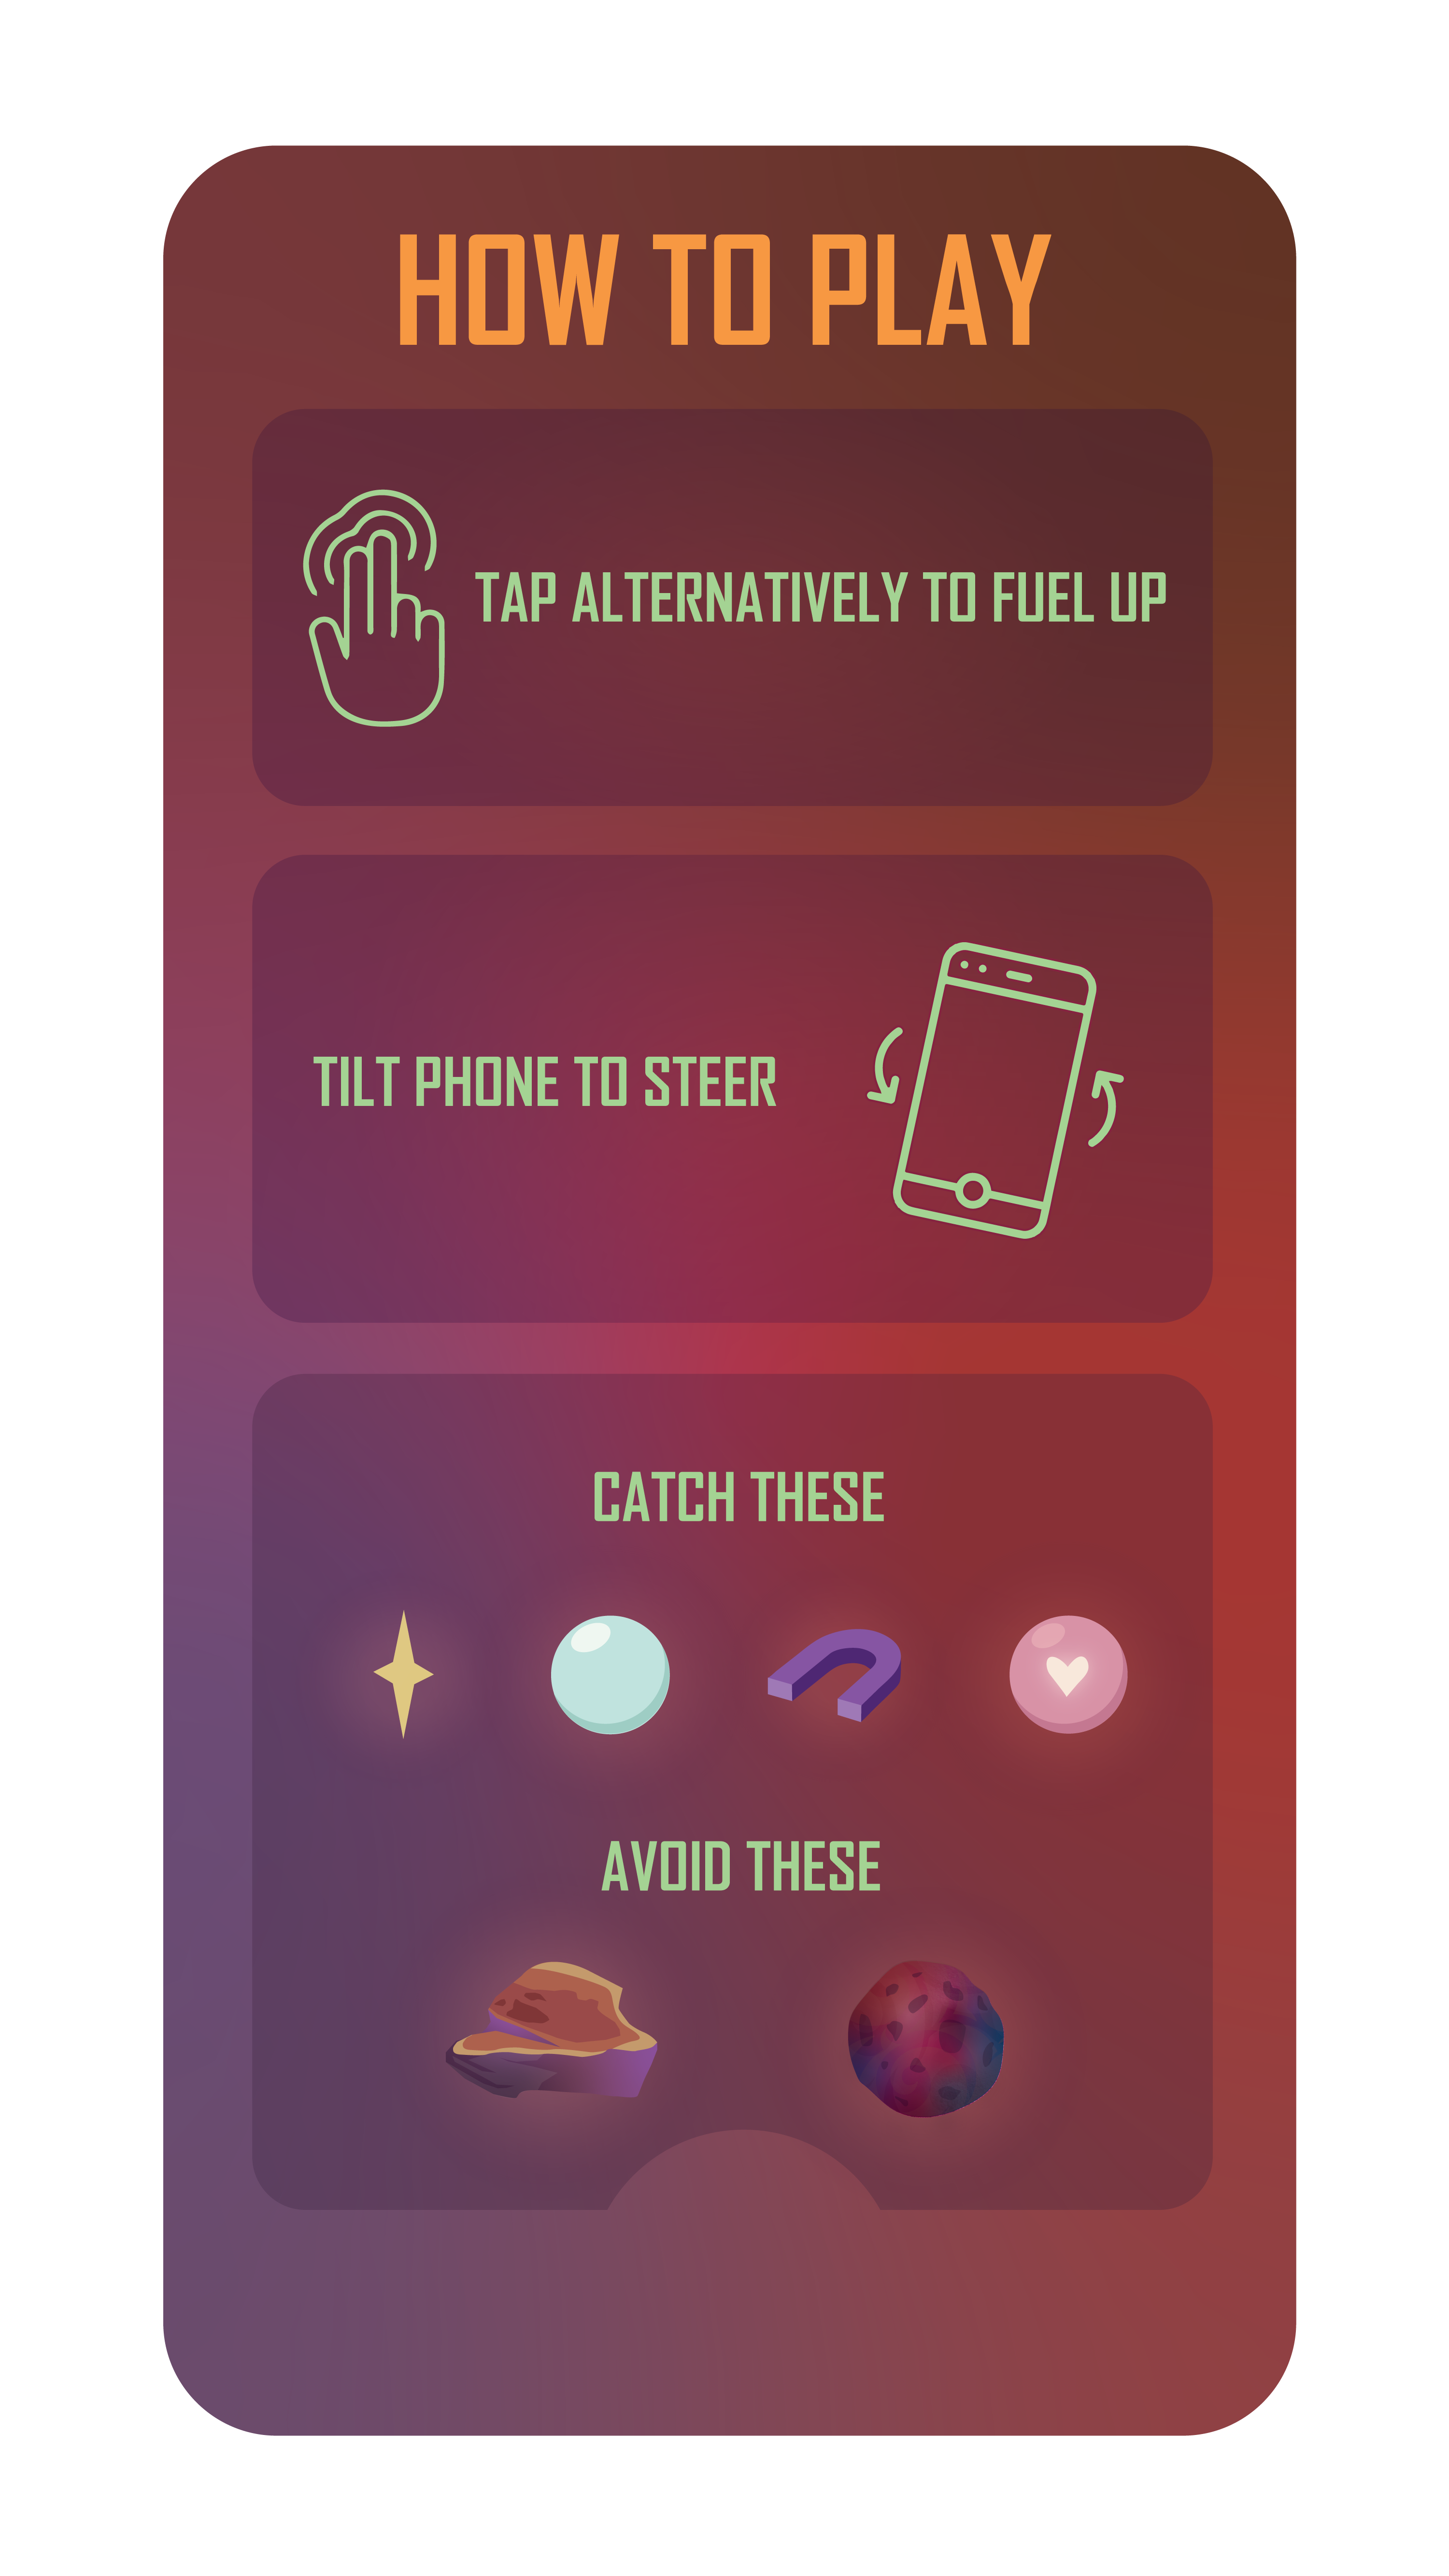 HOW TO PLAY
TAP ALTERNATIVELY TO FUEL UP
TILT PHONE TO STEER
CATCH THESE
AVOID THESE